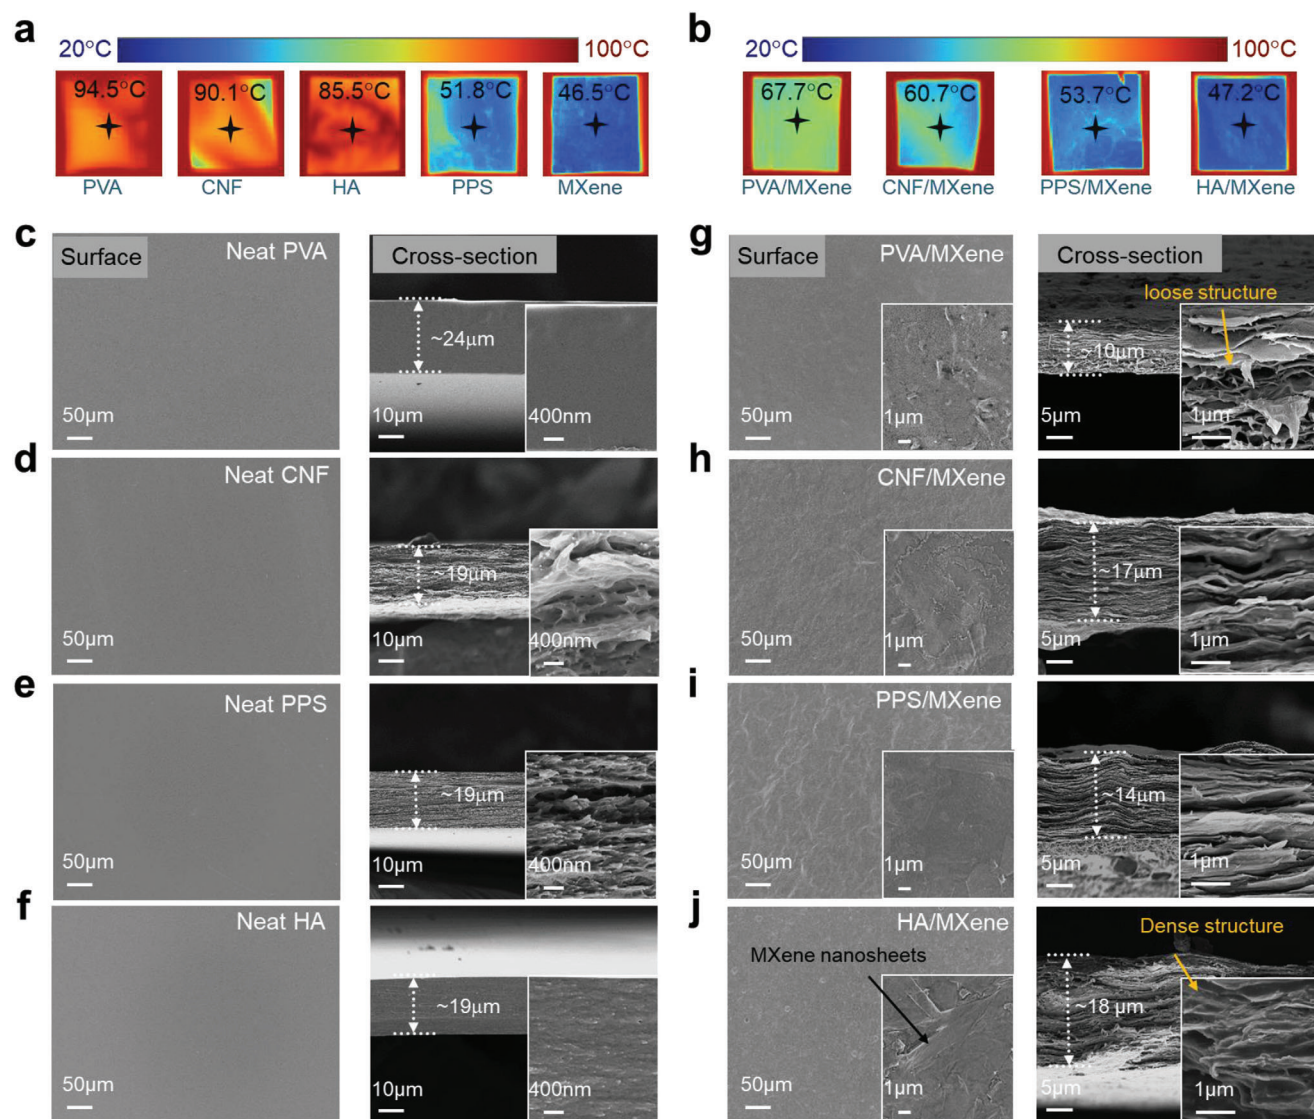 a
20°C
100°C
94.5°C
90.1°C
85.5°C
51.8°C
46.5°C
PVA
CNF
HA
PPS
MXene
b
20°C
100°C
67.7°C
60.7°C
53.7°C
47.2°C
PVA/MXene
CNF/MXene
PPS/MXene
HA/MXene
c
Surface
Neat PVA
50µm
Cross-section
~24µm
10µm
400nm
d
Neat CNF
50µm
~19µm
10µm
400nm
e
Neat PPS
50µm
~19µm
10µm
400nm
f
Neat HA
50µm
~19µm
10µm
400nm
g
Surface
PVA/MXene
50µm
1µm
Cross-section
loose structure
~10µm
5µm
1µm
h
CNF/MXene
50µm
1µm
~17µm
5µm
1µm
i
PPS/MXene
50µm
1µm
~14µm
5µm
1µm
j
HA/MXene
MXene nanosheets
50µm
1µm
Dense structure
~18 µm
5µm
1µm